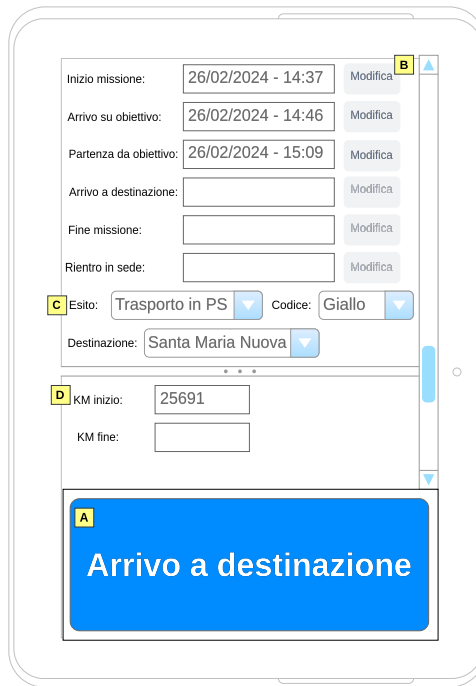 B
Inizio missione: 26/02/2024 - 14:37 Modifica
Arrivo su obiettivo: 26/02/2024 - 14:46 Modifica
Partenza da obiettivo: 26/02/2024 - 15:09 Modifica
Arrivo a destinazione: Modifica
Fine missione: Modifica
Rientro in sede: Modifica
C Esito: Trasporto in PS Codice: Giallo
Destinazione: Santa Maria Nuova
D KM inizio: 25691
KM fine:
A
Arrivo a destinazione